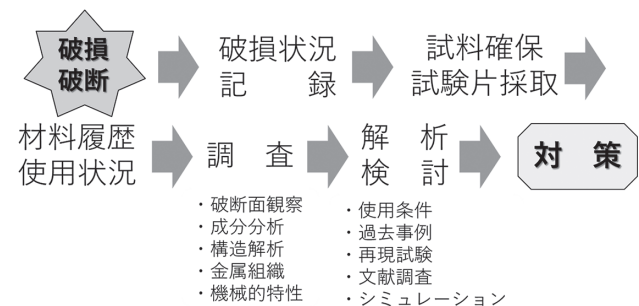 破損
破断
破損状況
記　録
試料確保
試験片採取
材料履歴
使用状況
調　査
・破断面観察
・成分分析
・構造解析
・金属組織
・機械的特性
解　析
検　討
・使用条件
・過去事例
・再現試験
・文献調査
・シミュレーション
対　策